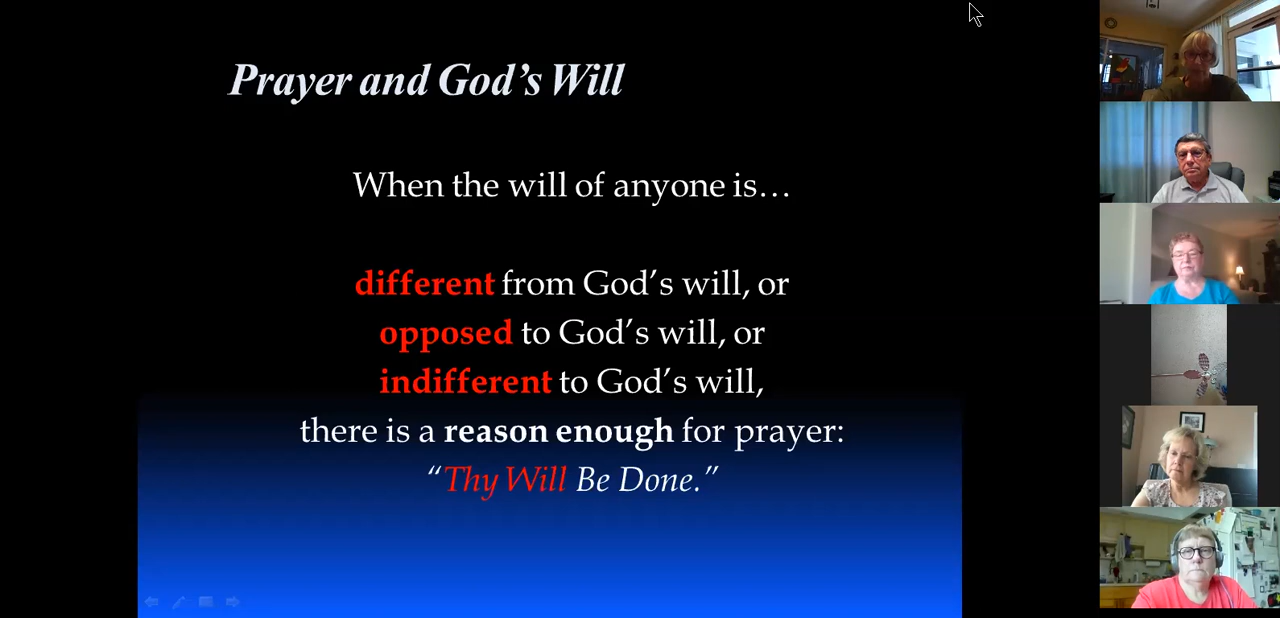 Prayer and God’s Will
When the will of anyone is…
different from God’s will, or
opposed to God’s will, or
indifferent to God’s will,
there is a reason enough for prayer:
“Thy Will Be Done.”